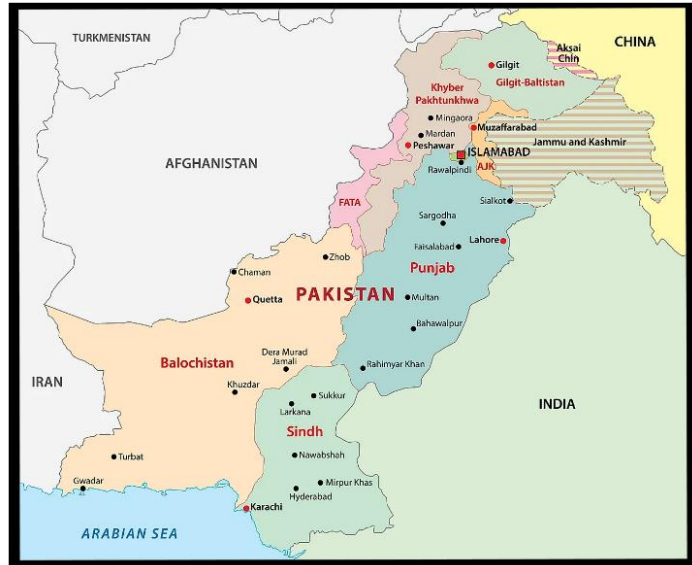 TURKMENISTAN
CHINA
Aksai
Chin
Gilgit
Gilgit-Baltistan
Khyber
Pakhtunkhwa
Mingaora
Muzaffarabad
Mardan
Jammu and Kashmir
Peshawar
ISLAMABAD
AFGHANISTAN
AJK
Rawalpindi
FATA
Sialkot
Sargodha
Lahore
Faisalabad
Zhob
Punjab
Chaman
PAKISTAN
Quetta
Multan
Bahawalpur
Dera Murad
Jamali
Balochistan
Rahimyar Khan
IRAN
Khuzdar
Sukkur
Larkana
INDIA
Sindh
Turbat
Nawabshah
Gwadar
Mirpur Khas
Hyderabad
Karachi
ARABIAN SEA